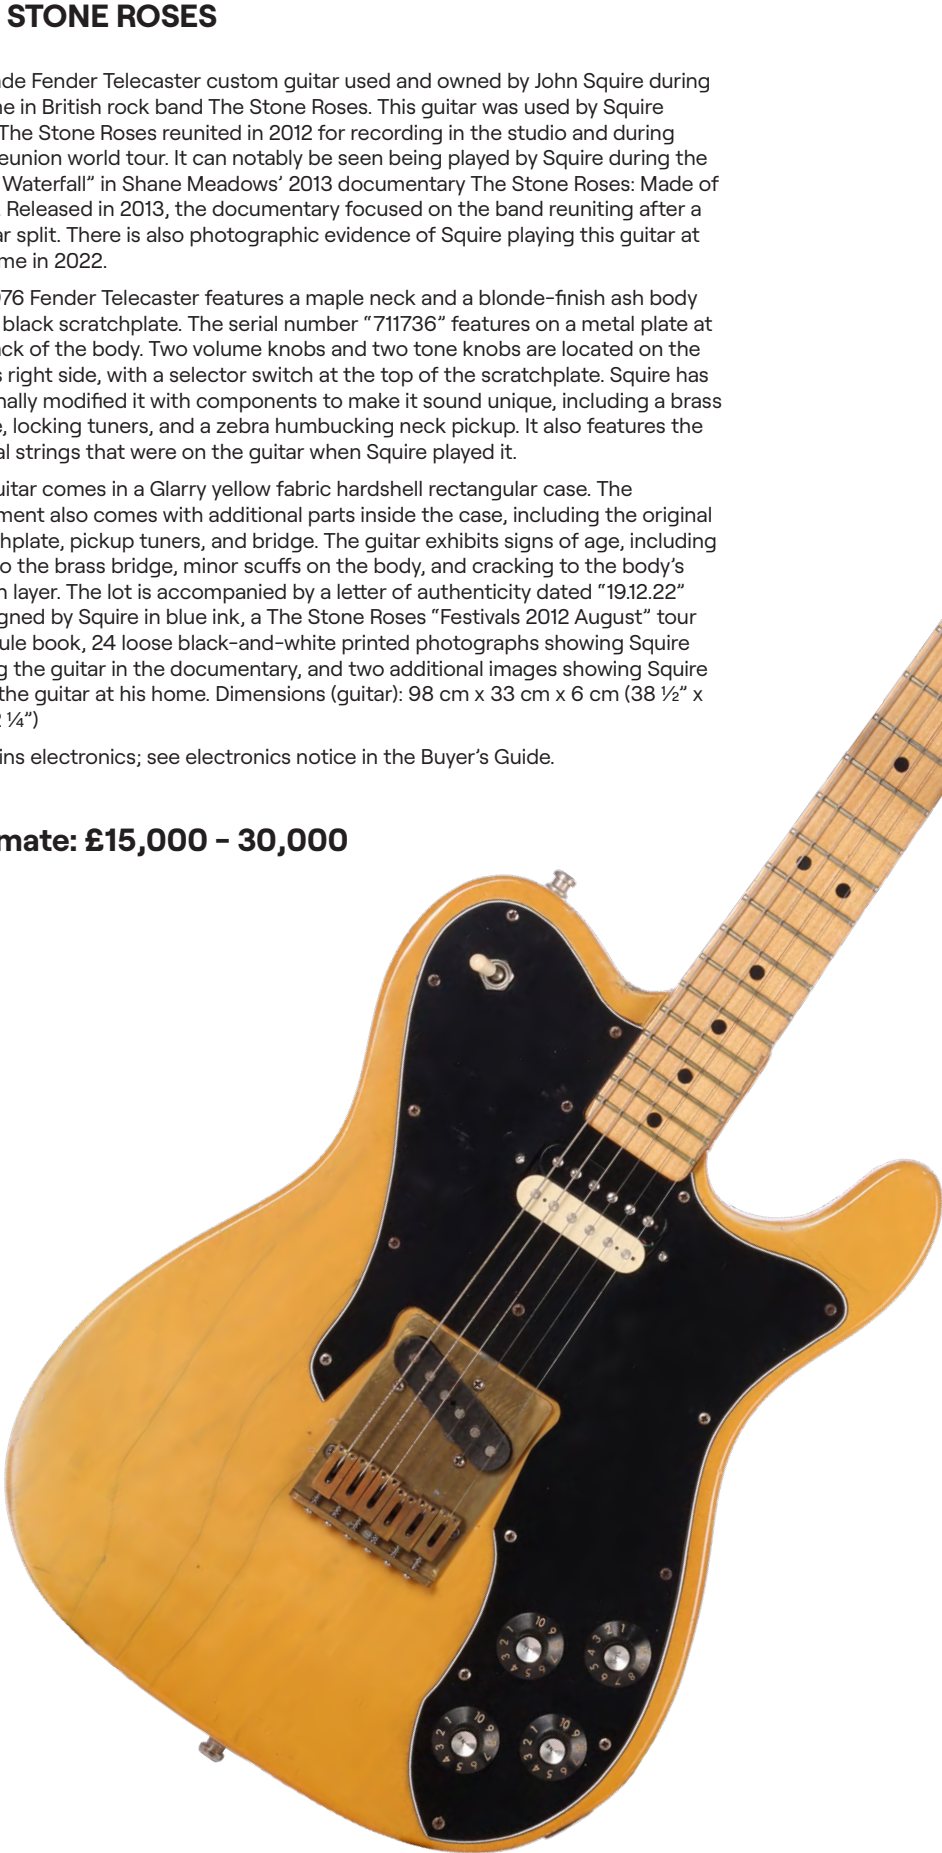 STONE ROSES
de Fender Telecaster custom guitar used and owned by John Squire during
e in British rock band The Stone Roses. This guitar was used by Squire
The Stone Roses reunited in 2012 for recording in the studio and during
eunion world tour. It can notably be seen being played by Squire during the
Waterfall” in Shane Meadows’ 2013 documentary The Stone Roses: Made of
. Released in 2013, the documentary focused on the band reuniting after a
ar split. There is also photographic evidence of Squire playing this guitar at
me in 2022.
76 Fender Telecaster features a maple neck and a blonde-finish ash body
black scratchplate. The serial number “711736” features on a metal plate at
ck of the body. Two volume knobs and two tone knobs are located on the
s right side, with a selector switch at the top of the scratchplate. Squire has
nally modified it with components to make it sound unique, including a brass
e, locking tuners, and a zebra humbucking neck pickup. It also features the
al strings that were on the guitar when Squire played it.
uitar comes in a Glarry yellow fabric hardshell rectangular case. The
ment also comes with additional parts inside the case, including the original
hplate, pickup tuners, and bridge. The guitar exhibits signs of age, including
o the brass bridge, minor scuffs on the body, and cracking to the body’s
n layer. The lot is accompanied by a letter of authenticity dated “19.12.22”
gned by Squire in blue ink, a The Stone Roses “Festivals 2012 August” tour
ule book, 24 loose black-and-white printed photographs showing Squire
g the guitar in the documentary, and two additional images showing Squire
the guitar at his home. Dimensions (guitar): 98 cm x 33 cm x 6 cm (38 ½” x
¼”)
ins electronics; see electronics notice in the Buyer’s Guide.
mate: £15,000 - 30,000